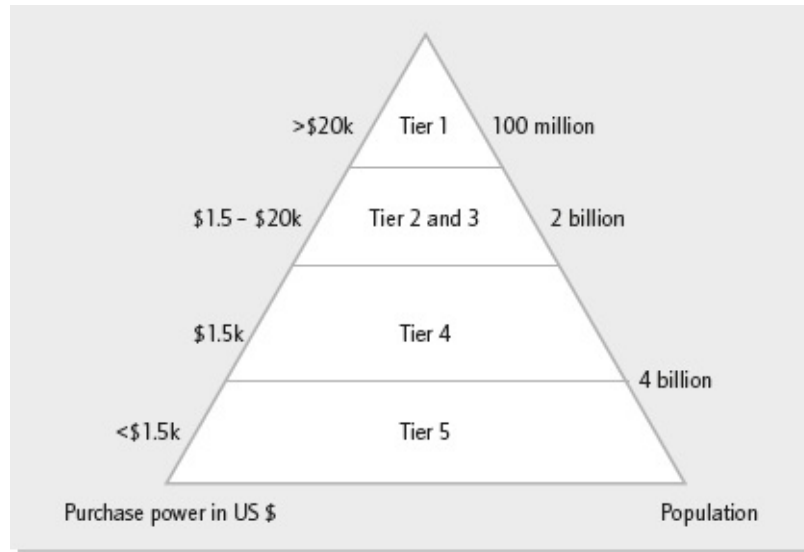 >$20k Tier 1 100 million
$1.5 – $20k Tier 2 and 3 2 billion
$1.5k Tier 4
4 billion
<$1.5k Tier 5
Purchase power in US $ Population